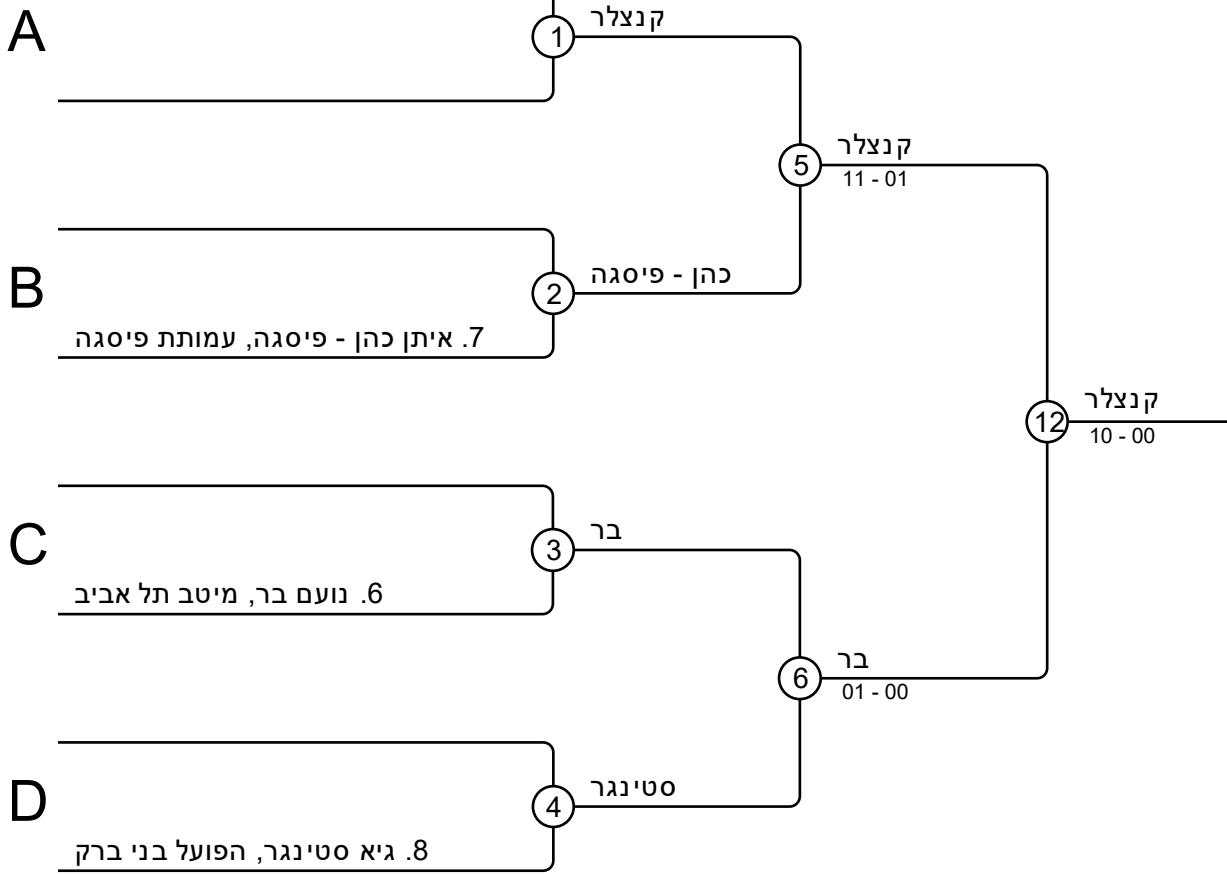 A
1
קנצלר
5
קנצלר
11 - 01
B
2
כהן - פיסגה
7. איתן כהן - פיסגה, עמותת פיסגה
12
קנצלר
10 - 00
C
3
בר
6. נועם בר, מיטב תל אביב
6
בר
01 - 00
D
4
סטינגר
8. גיא סטינגר, הפועל בני ברק